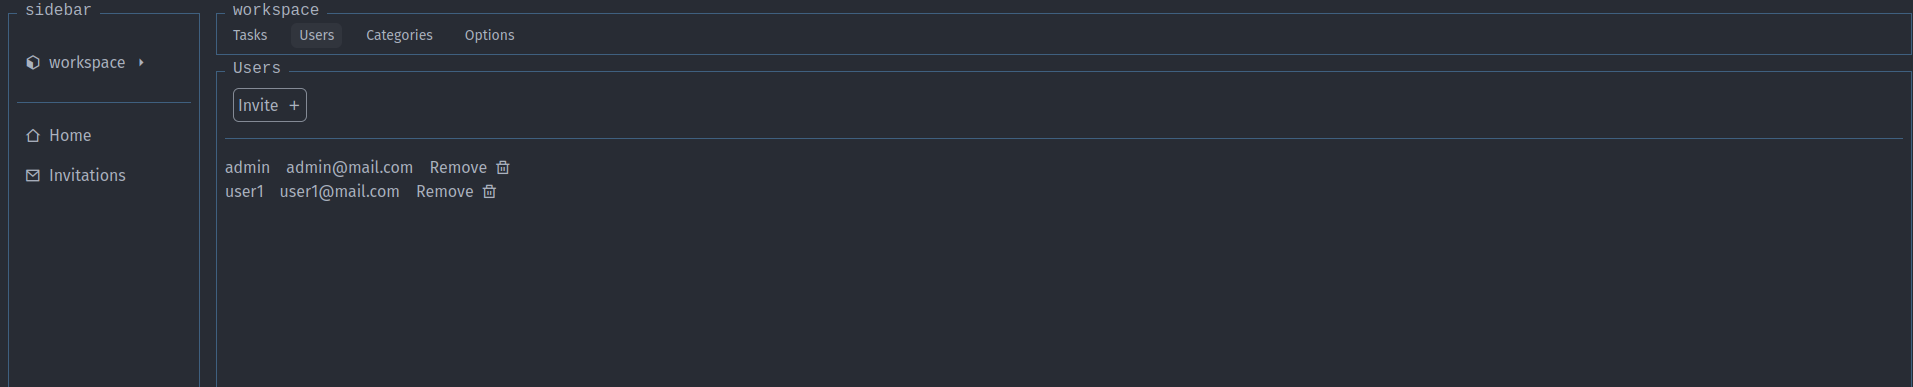 sidebar
workspace
Home
Invitations
workspace
Tasks Users Categories Options
Users
Invite +
admin admin@mail.com Remove
user1 user1@mail.com Remove